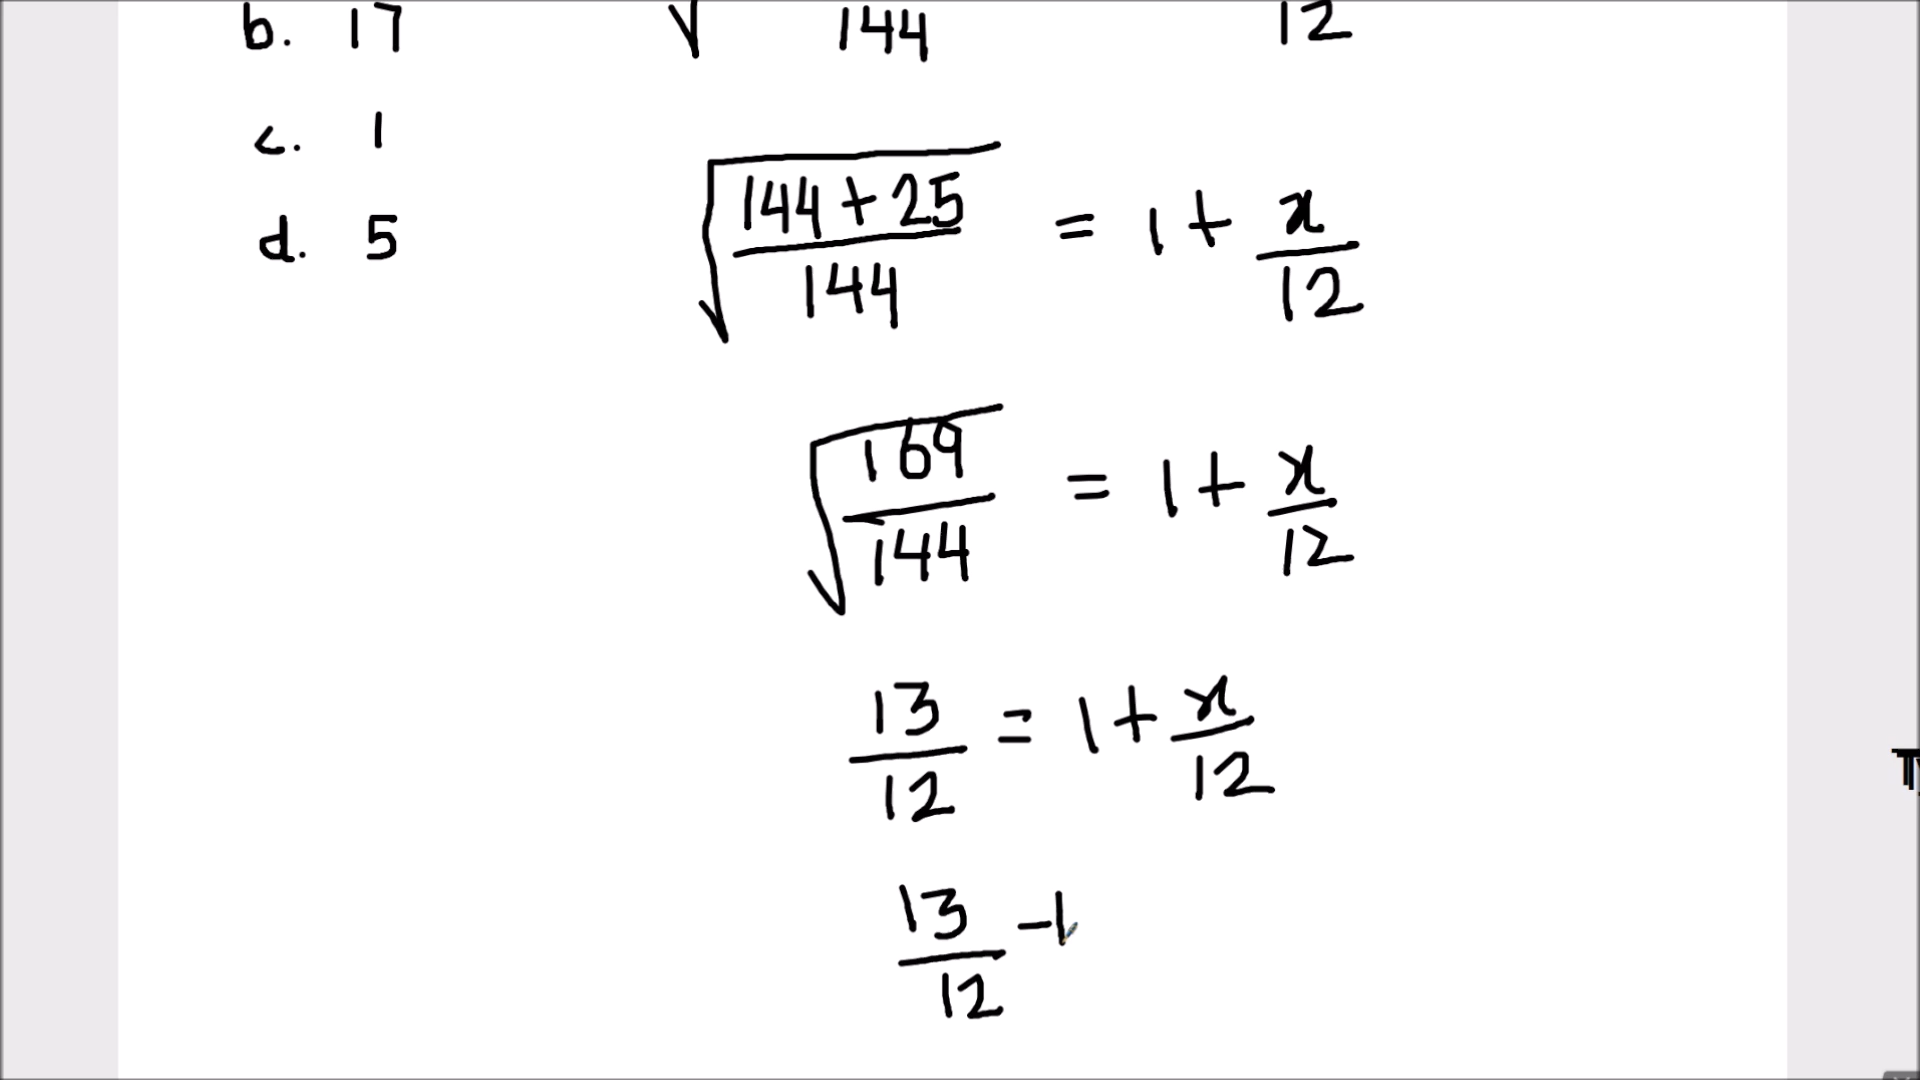 b. 17
√ 144 12
c. 1
√(144 + 25 / 144) = 1 + x/12
d. 5
√(169 / 144) = 1 + x/12
13/12 = 1 + x/12
13/12 - 1